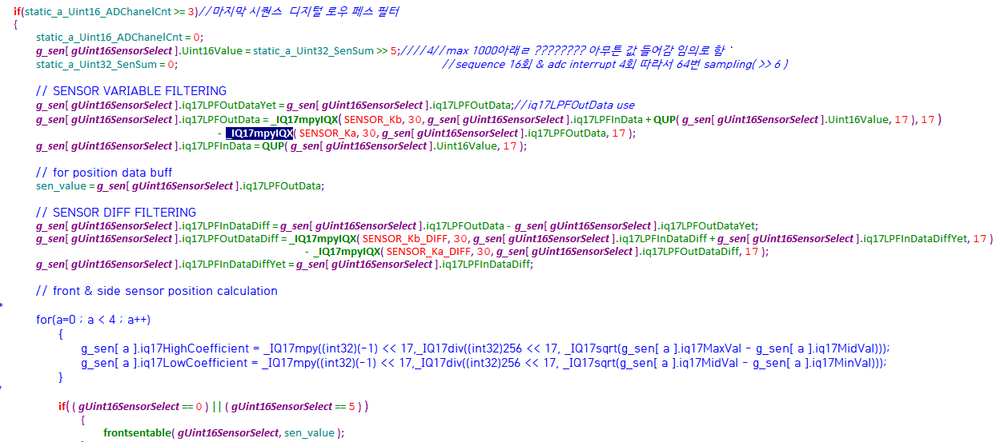 if(static_a_Uint16_ADChanelCnt >= 3)//마지막 시퀀스  디지털 로우 페스 필터
{
static_a_Uint16_ADChanelCnt = 0;
g_sen[ gUint16SensorSelect ].Uint16Value = static_a_Uint32_SenSum >> 5;////4//max 1000아래ㄹ ???????? 아무튼 값 들어감 임의로 함 `
static_a_Uint32_SenSum = 0; //sequence 16회 & adc interrupt 4회 따라서 64번 sampling( >> 6 )
// SENSOR VARIABLE FILTERING
g_sen[ gUint16SensorSelect ].iq17LPFOutDataYet = g_sen[ gUint16SensorSelect ].iq17LPFOutData;//iq17LPFOutData use
g_sen[ gUint16SensorSelect ].iq17LPFOutData = _IQ17mpyIQX( SENSOR_Kb, 30, g_sen[ gUint16SensorSelect ].iq17LPFInData + QUP( g_sen[ gUint16SensorSelect ].Uint16Value, 17 ), 17 )
- _IQ17mpyIQX( SENSOR_Ka, 30, g_sen[ gUint16SensorSelect ].iq17LPFOutData, 17 );
g_sen[ gUint16SensorSelect ].iq17LPFInData = QUP( g_sen[ gUint16SensorSelect ].Uint16Value, 17 );
// for position data buff
sen_value = g_sen[ gUint16SensorSelect ].iq17LPFOutData;
// SENSOR DIFF FILTERING
g_sen[ gUint16SensorSelect ].iq17LPFInDataDiff = g_sen[ gUint16SensorSelect ].iq17LPFOutData - g_sen[ gUint16SensorSelect ].iq17LPFOutDataYet;
g_sen[ gUint16SensorSelect ].iq17LPFOutDataDiff = _IQ17mpyIQX( SENSOR_Kb_DIFF, 30, g_sen[ gUint16SensorSelect ].iq17LPFInDataDiff + g_sen[ gUint16SensorSelect ].iq17LPFInDataDiffYet, 17 )
- _IQ17mpyIQX( SENSOR_Ka_DIFF, 30, g_sen[ gUint16SensorSelect ].iq17LPFOutDataDiff, 17 );
g_sen[ gUint16SensorSelect ].iq17LPFInDataDiffYet = g_sen[ gUint16SensorSelect ].iq17LPFInDataDiff;
// front & side sensor position calculation
*
for(a=0 ; a < 4 ; a++)
{
g_sen[ a ].iq17HighCoefficient = _IQ17mpy((int32)(-1) << 17,_IQ17div((int32)256 << 17, _IQ17sqrt(g_sen[ a ].iq17MaxVal - g_sen[ a ].iq17MidVal)));
g_sen[ a ].iq17LowCoefficient = _IQ17mpy((int32)(-1) << 17,_IQ17div((int32)256 << 17, _IQ17sqrt(g_sen[ a ].iq17MidVal - g_sen[ a ].iq17MinVal)));
}
/
if( ( gUint16SensorSelect == 0 ) || ( gUint16SensorSelect == 5 ) )
{
frontsentable( gUint16SensorSelect, sen_value );